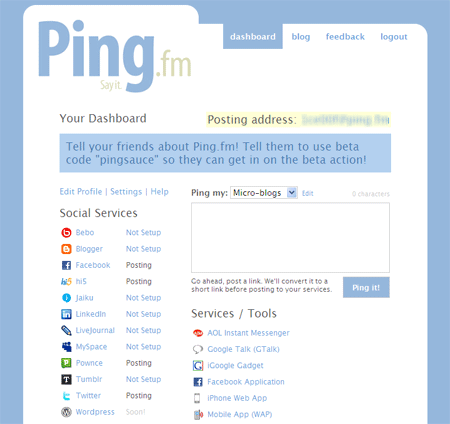 Ping.fm
Say it.
dashboard blog feedback logout
Your Dashboard
Posting address:
Tell your friends about Ping.fm! Tell them to use beta
code "pingsauce" so they can get in on the beta action!
Edit Profile | Settings | Help
Social Services
Bebo Not Setup
Blogger Not Setup
Facebook Posting
hi5 Posting
Jaiku Not Setup
LinkedIn Not Setup
LiveJournal Not Setup
MySpace Not Setup
Pownce Posting
Tumblr Not Setup
Twitter Posting
Wordpress Soon!
Ping my: Micro-blogs Edit 0 characters
Go ahead, post a link. We'll convert it to a
short link before posting to your services.
Ping it!
Services / Tools
AOL Instant Messenger
Google Talk (GTalk)
iGoogle Gadget
Facebook Application
iPhone Web App
Mobile App (WAP)